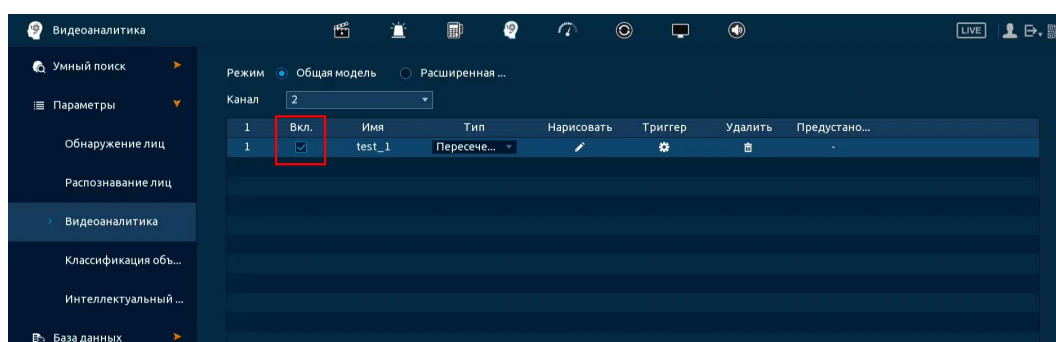 Видеоаналитика
LIVE
Умный поиск
Параметры
Обнаружение лиц
Распознавание лиц
Видеоаналитика
Классификация объ...
Интеллектуальный ...
База данных
Режим Общая модель Расширенная ...
Канал 2
1 Вкл. Имя Тип Нарисовать Триггер Удалить Предустано...
1 test_1 Пересече... -